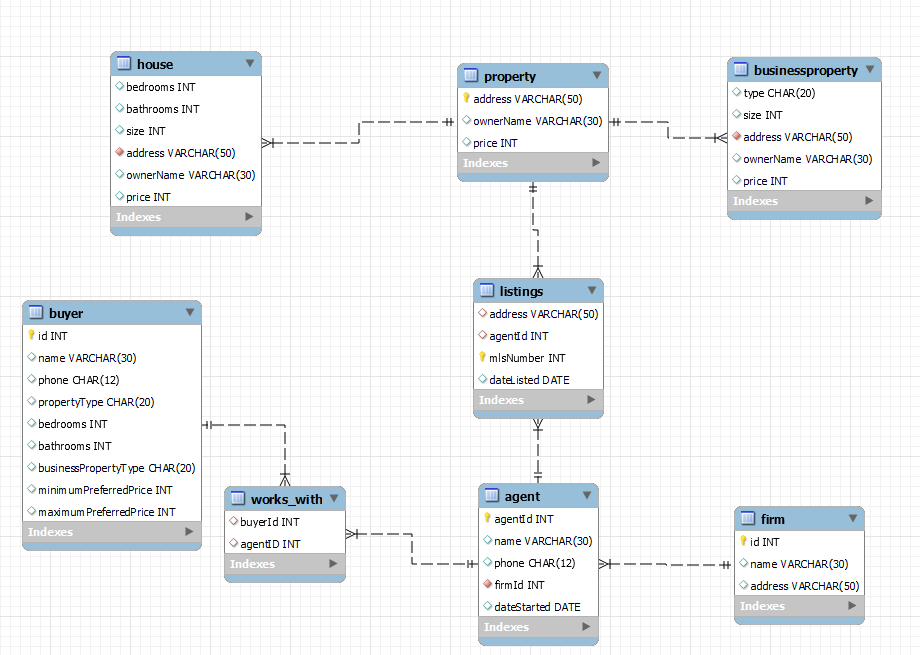 house
bedrooms INT
bathrooms INT
size INT
address VARCHAR(50)
ownerName VARCHAR(30)
price INT
Indexes
property
address VARCHAR(50)
ownerName VARCHAR(30)
price INT
Indexes
businessproperty
type CHAR(20)
size INT
address VARCHAR(50)
ownerName VARCHAR(30)
price INT
Indexes
buyer
id INT
name VARCHAR(30)
phone CHAR(12)
propertyType CHAR(20)
bedrooms INT
bathrooms INT
businessPropertyType CHAR(20)
minimumPreferredPrice INT
maximumPreferredPrice INT
Indexes
listings
address VARCHAR(50)
agentId INT
mlsNumber INT
dateListed DATE
Indexes
works_with
buyerId INT
agentID INT
Indexes
agent
agentId INT
name VARCHAR(30)
phone CHAR(12)
firmId INT
dateStarted DATE
Indexes
firm
id INT
name VARCHAR(30)
address VARCHAR(50)
Indexes